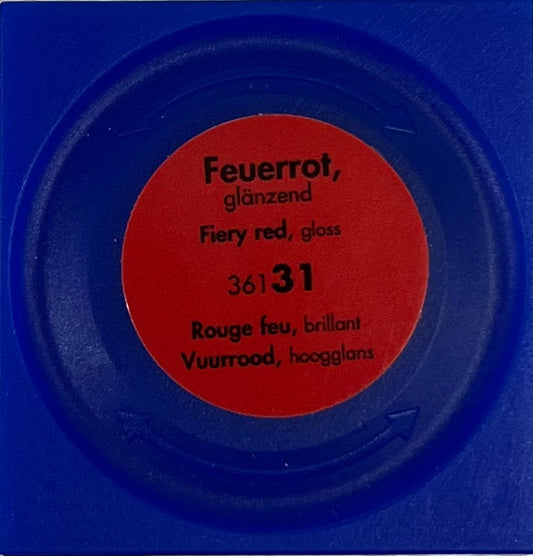 Feuerrot,
glänzend
Fiery red, gloss
36131
Rouge feu, brillant
Vuurrood, hoogglans